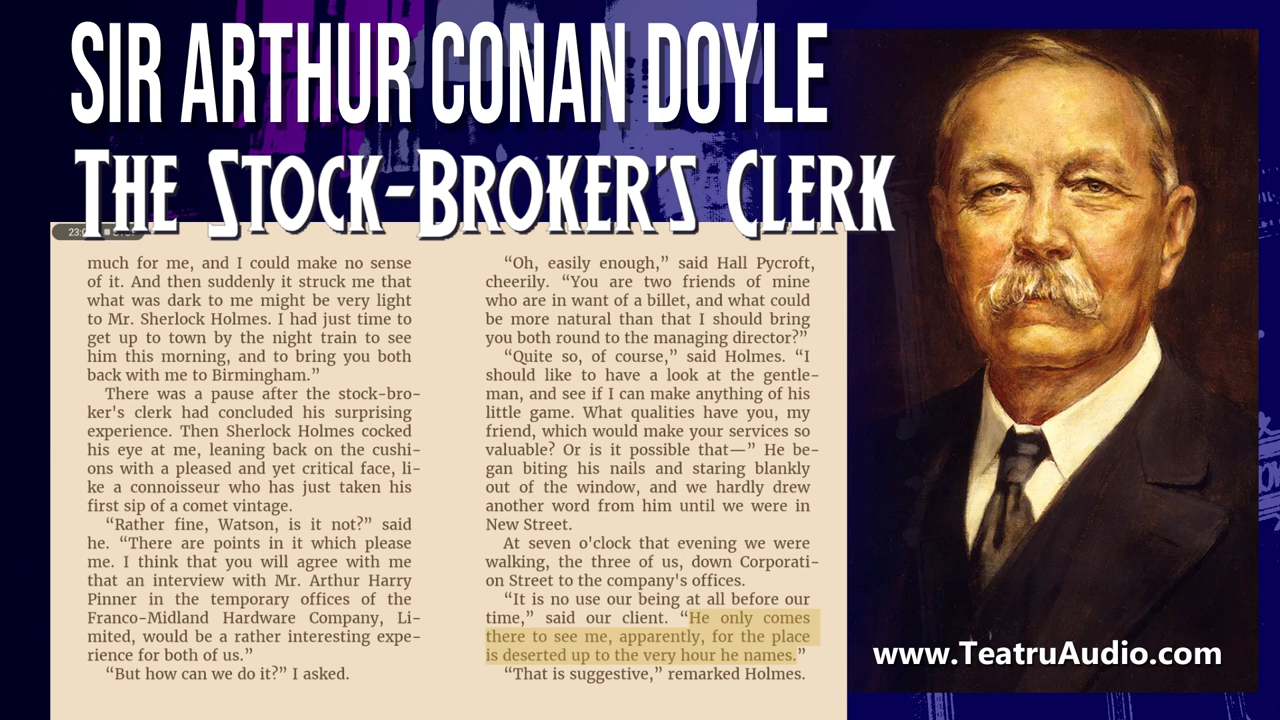 SIR ARTHUR CONAN DOYLE
THE STOCK-BROKER'S CLERK
much for me, and I could make no sense
of it. And then suddenly it struck me that
what was dark to me might be very light
to Mr. Sherlock Holmes. I had just time to
get up to town by the night train to see
him this morning, and to bring you both
back with me to Birmingham.”
There was a pause after the stock-bro-
ker's clerk had concluded his surprising
experience. Then Sherlock Holmes cocked
his eye at me, leaning back on the cushi-
ons with a pleased and yet critical face, li-
ke a connoisseur who has just taken his
first sip of a comet vintage.
“Rather fine, Watson, is it not?” said
he. “There are points in it which please
me. I think that you will agree with me
that an interview with Mr. Arthur Harry
Pinner in the temporary offices of the
Franco-Midland Hardware Company, Li-
mited, would be a rather interesting expe-
rience for both of us.”
“But how can we do it?” I asked.
“Oh, easily enough,” said Hall Pycroft,
cheerily. “You are two friends of mine
who are in want of a billet, and what could
be more natural than that I should bring
you both round to the managing director?”
“Quite so, of course,” said Holmes. “I
should like to have a look at the gentle-
man, and see if I can make anything of his
little game. What qualities have you, my
friend, which would make your services so
valuable? Or is it possible that—” He be-
gan biting his nails and staring blankly
out of the window, and we hardly drew
another word from him until we were in
New Street.
At seven o'clock that evening we were
walking, the three of us, down Corporati-
on Street to the company's offices.
“It is no use our being at all before our
time,” said our client. “He only comes
there to see me, apparently, for the place
is deserted up to the very hour he names.”
“That is suggestive,” remarked Holmes.
www.TeatruAudio.com